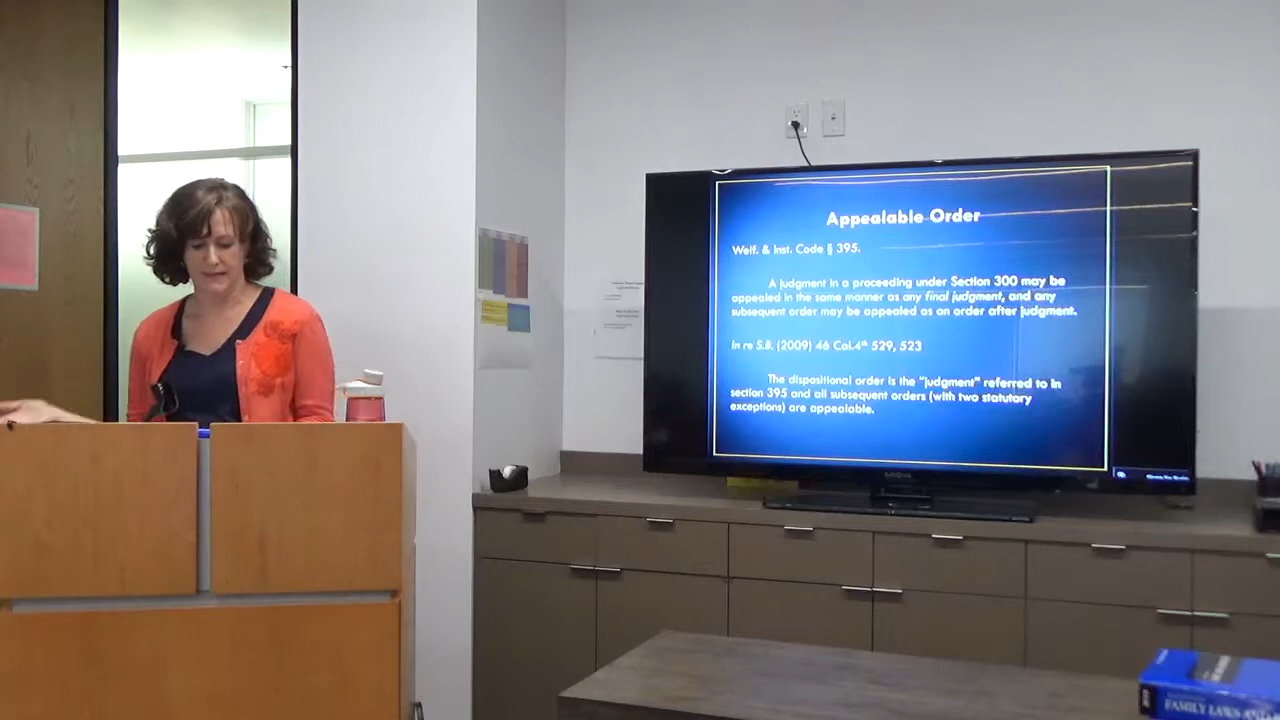 Appealable Order
Welf. & Inst. Code § 395.
A judgment in a proceeding under Section 300 may be
appealed in the same manner as any final judgment, and any
subsequent order may be appealed as an order after judgment.
In re S.B. (2009) 46 Cal.4th 529, 523
The dispositional order is the "judgment" referred to in
section 395 and all subsequent orders (with two statutory
exceptions) are appealable.
FAMILY LAWS AND